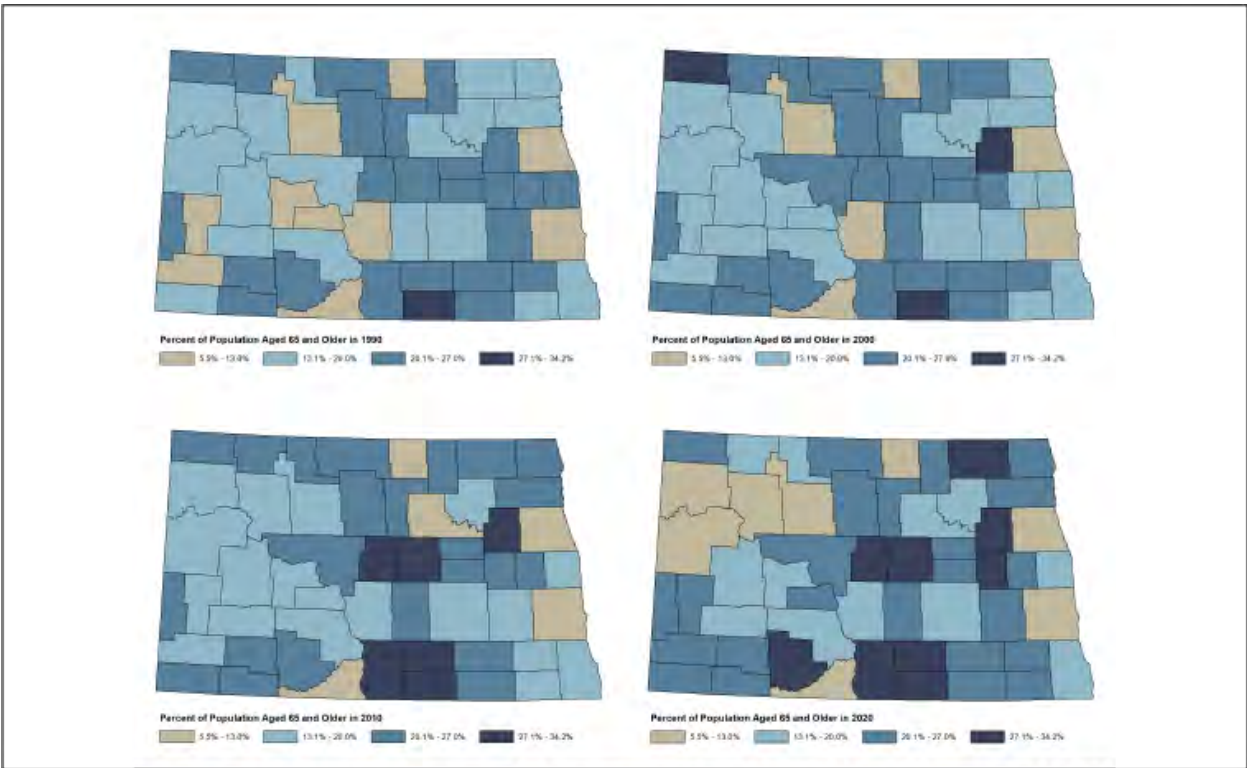 Percent of Population Aged 65 and Older in 1990
5.5% - 13.0% 13.1% - 20.0% 20.1% - 27.0% 27.1% - 34.2%
Percent of Population Aged 65 and Older in 2000
5.5% - 13.0% 13.1% - 20.0% 20.1% - 27.0% 27.1% - 34.2%
Percent of Population Aged 65 and Older in 2010
5.5% - 13.0% 13.1% - 20.0% 20.1% - 27.0% 27.1% - 34.2%
Percent of Population Aged 65 and Older in 2020
5.5% - 13.0% 13.1% - 20.0% 20.1% - 27.0% 27.1% - 34.2%